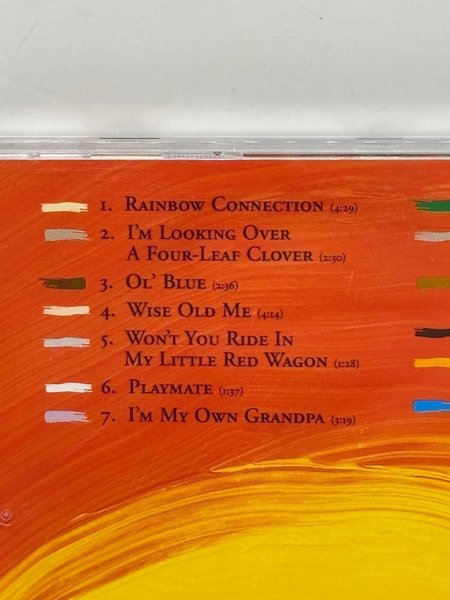 1. Rainbow Connection (4:29)
2. I'm Looking Over
A Four-Leaf Clover (2:30)
3. Ol' Blue (2:36)
4. Wise Old Me (4:14)
5. Won't You Ride In
My Little Red Wagon (1:28)
6. Playmate (1:37)
7. I'm My Own Grandpa (3:19)